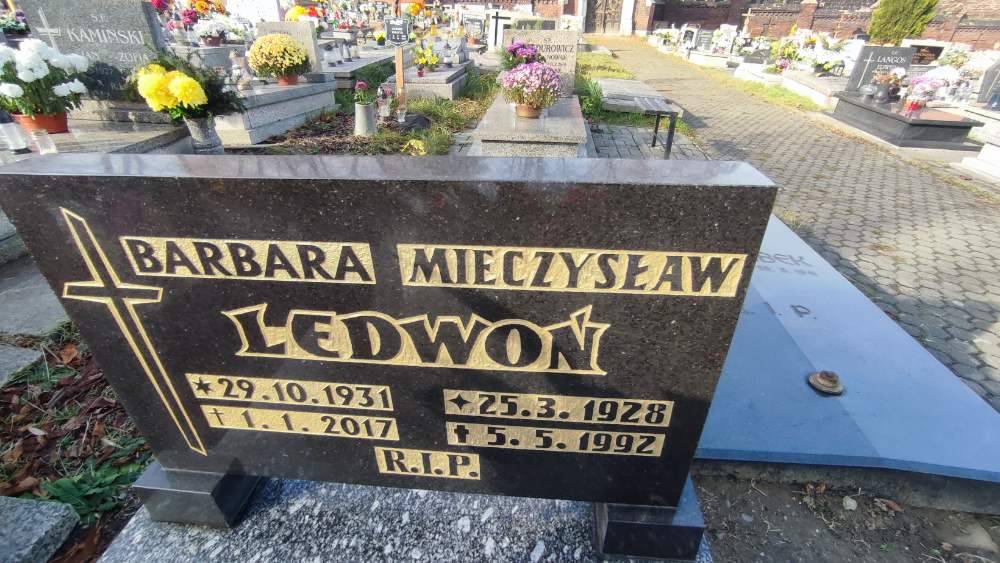 KAMIŃSKI
LANGOS
BARBARA MIECZYSŁAW
LEDWOŃ
29.10.1931 25.3.1928
1.1.2017 5.5.1992
R.I.P.